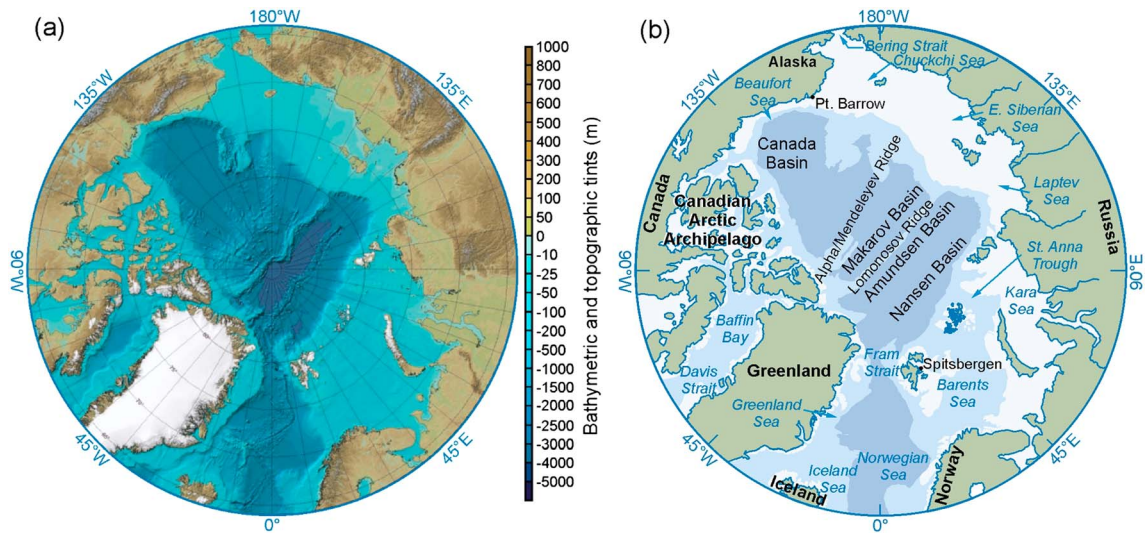 (a)
180°W
135°W
135°E
90°W
45°W
45°E
0°
1000
800
700
600
500
400
300
200
100
50
0
-10
-25
-50
-100
-200
-500
-1000
-1500
-2000
-2500
-3000
-4000
-5000
Bathymetric and topographic tints (m)
(b)
180°W
135°W
135°E
90°W
90°E
45°W
45°E
0°
Alaska
Bering Strait
Chuckchi Sea
Beaufort
Sea
Pt. Barrow
E. Siberian
Sea
Canada
Basin
Laptev
Sea
Canada
Canadian
Arctic
Archipelago
Alpha/Mendeleyev Ridge
Makarov Basin
Lomonosov Ridge
Amundsen Basin
Nansen Basin
Russia
St. Anna
Trough
Kara
Sea
Baffin
Bay
Fram
Strait
Spitsbergen
Davis
Strait
Greenland
Barents
Sea
Greenland
Sea
Iceland
Sea
Norwegian
Sea
Iceland
Norway